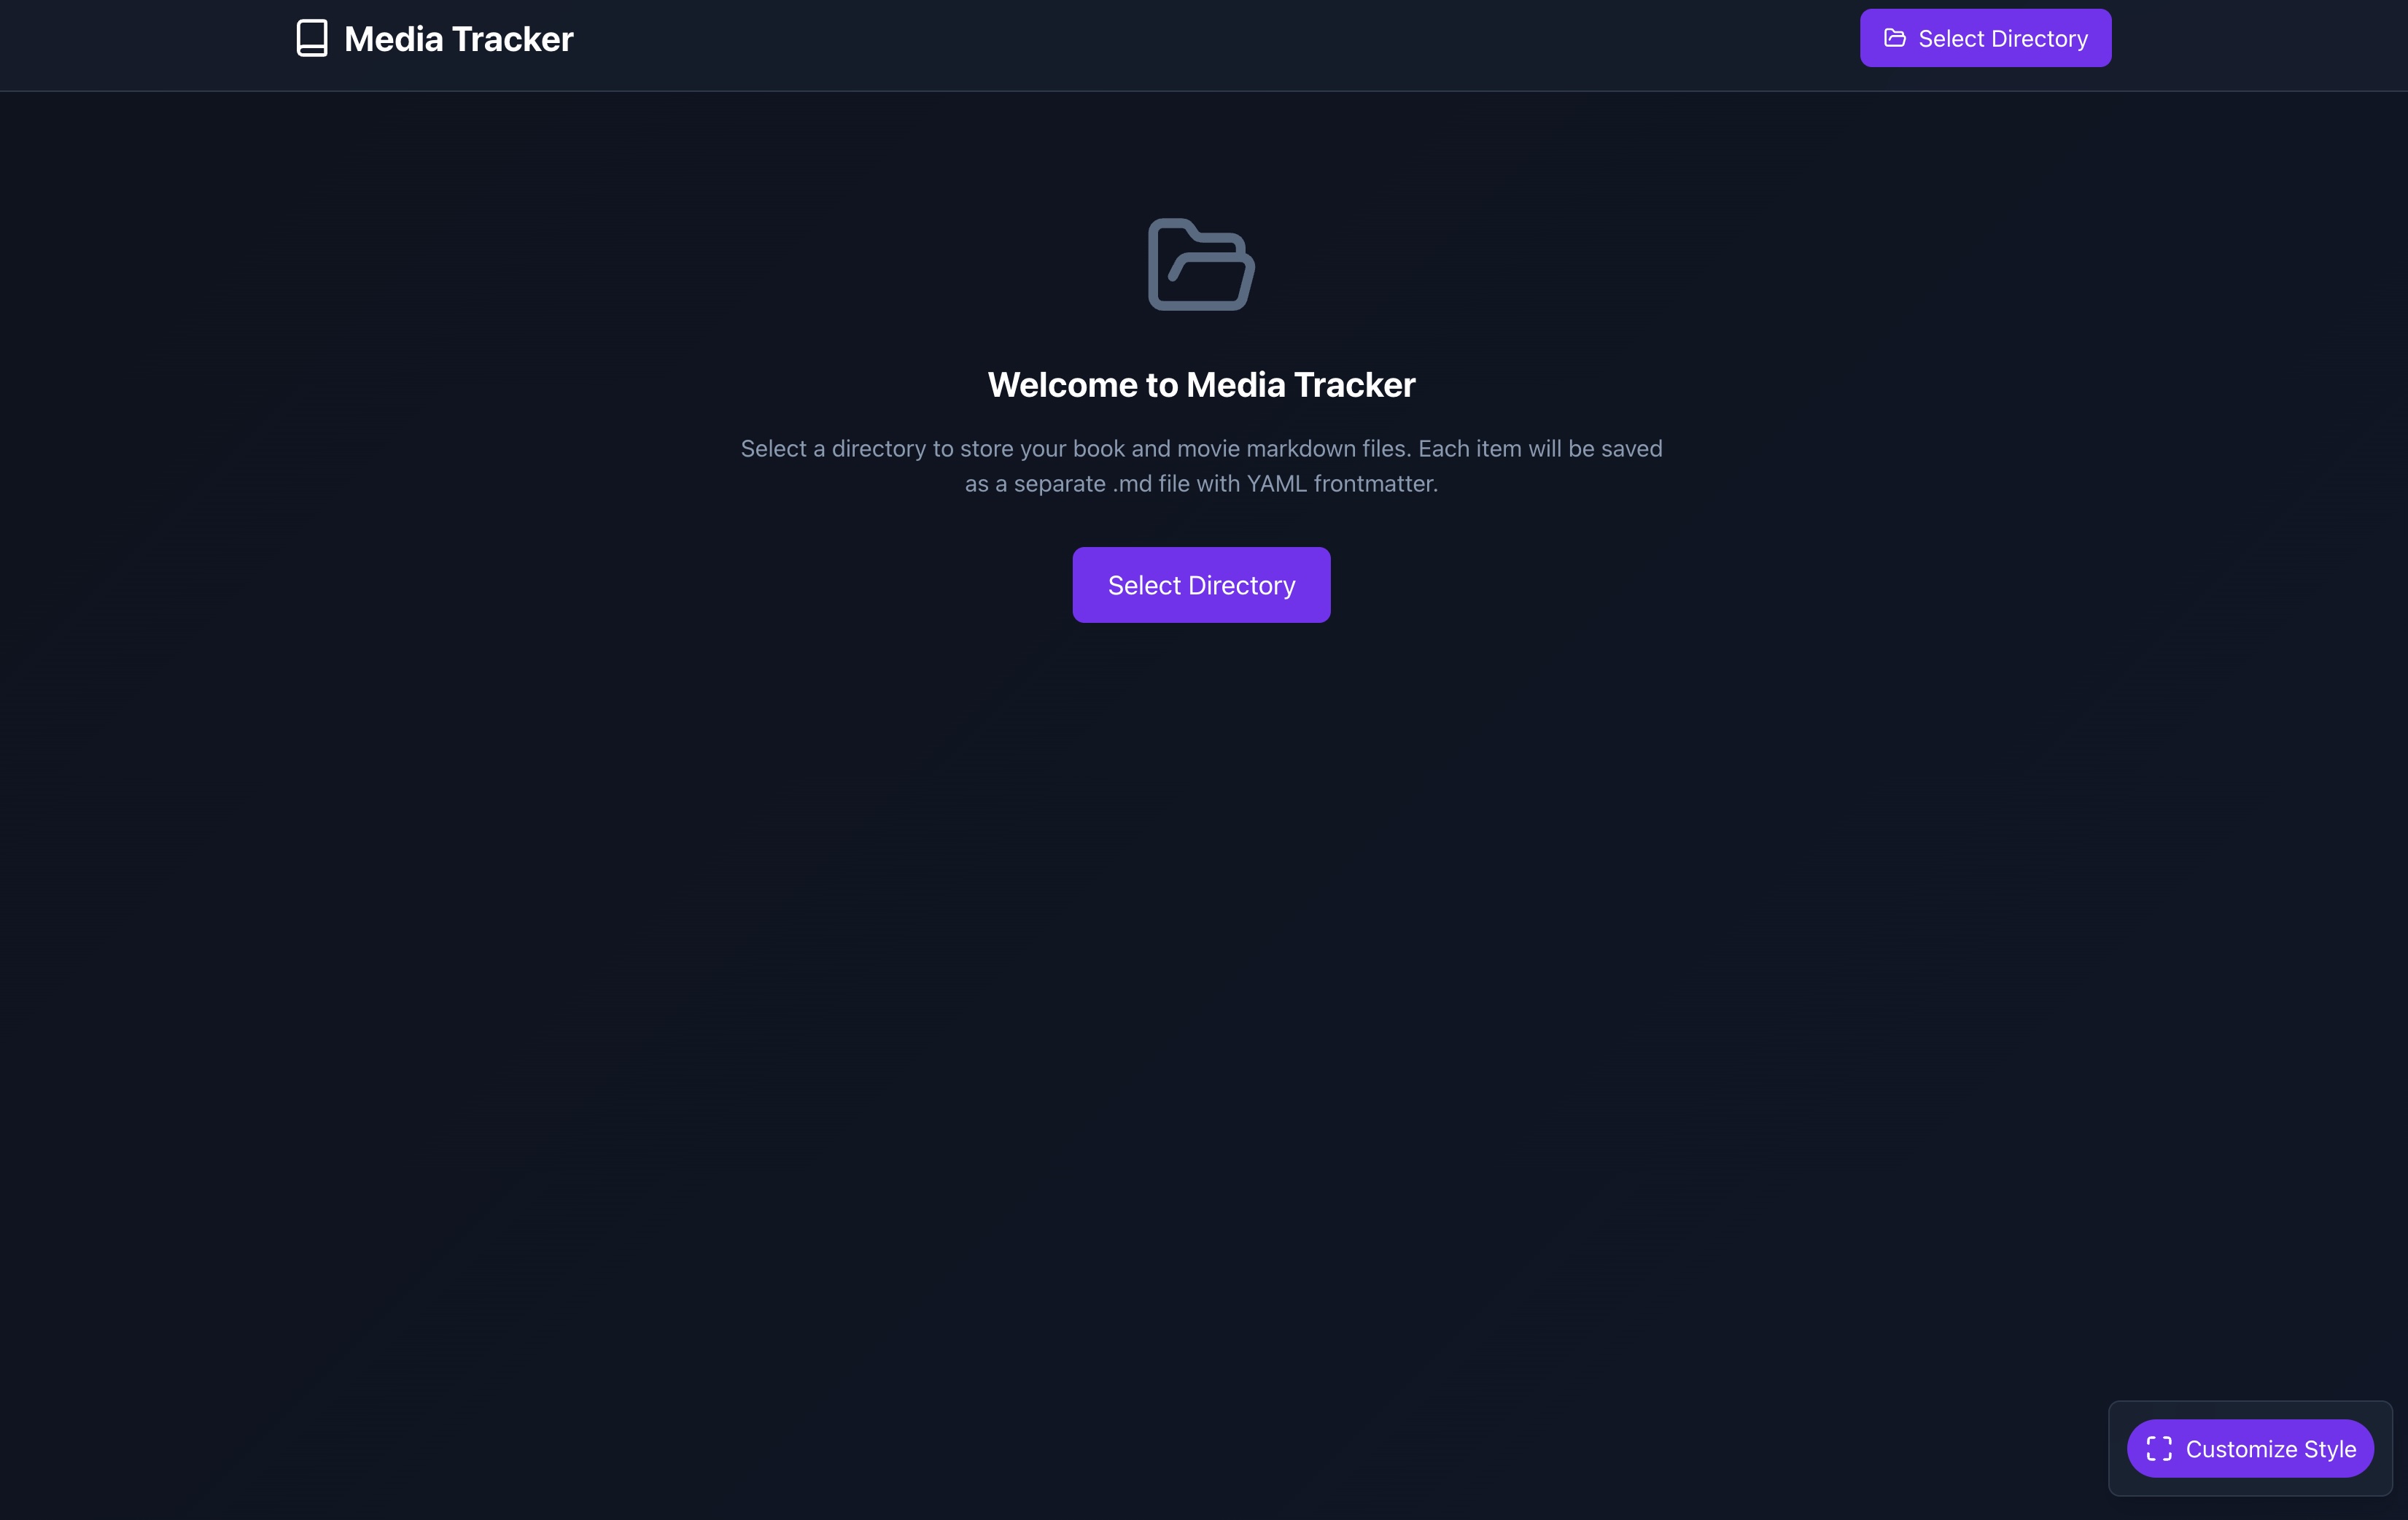 Media Tracker
Select Directory
Welcome to Media Tracker
Select a directory to store your book and movie markdown files. Each item will be saved
as a separate .md file with YAML frontmatter.
Select Directory
Customize Style